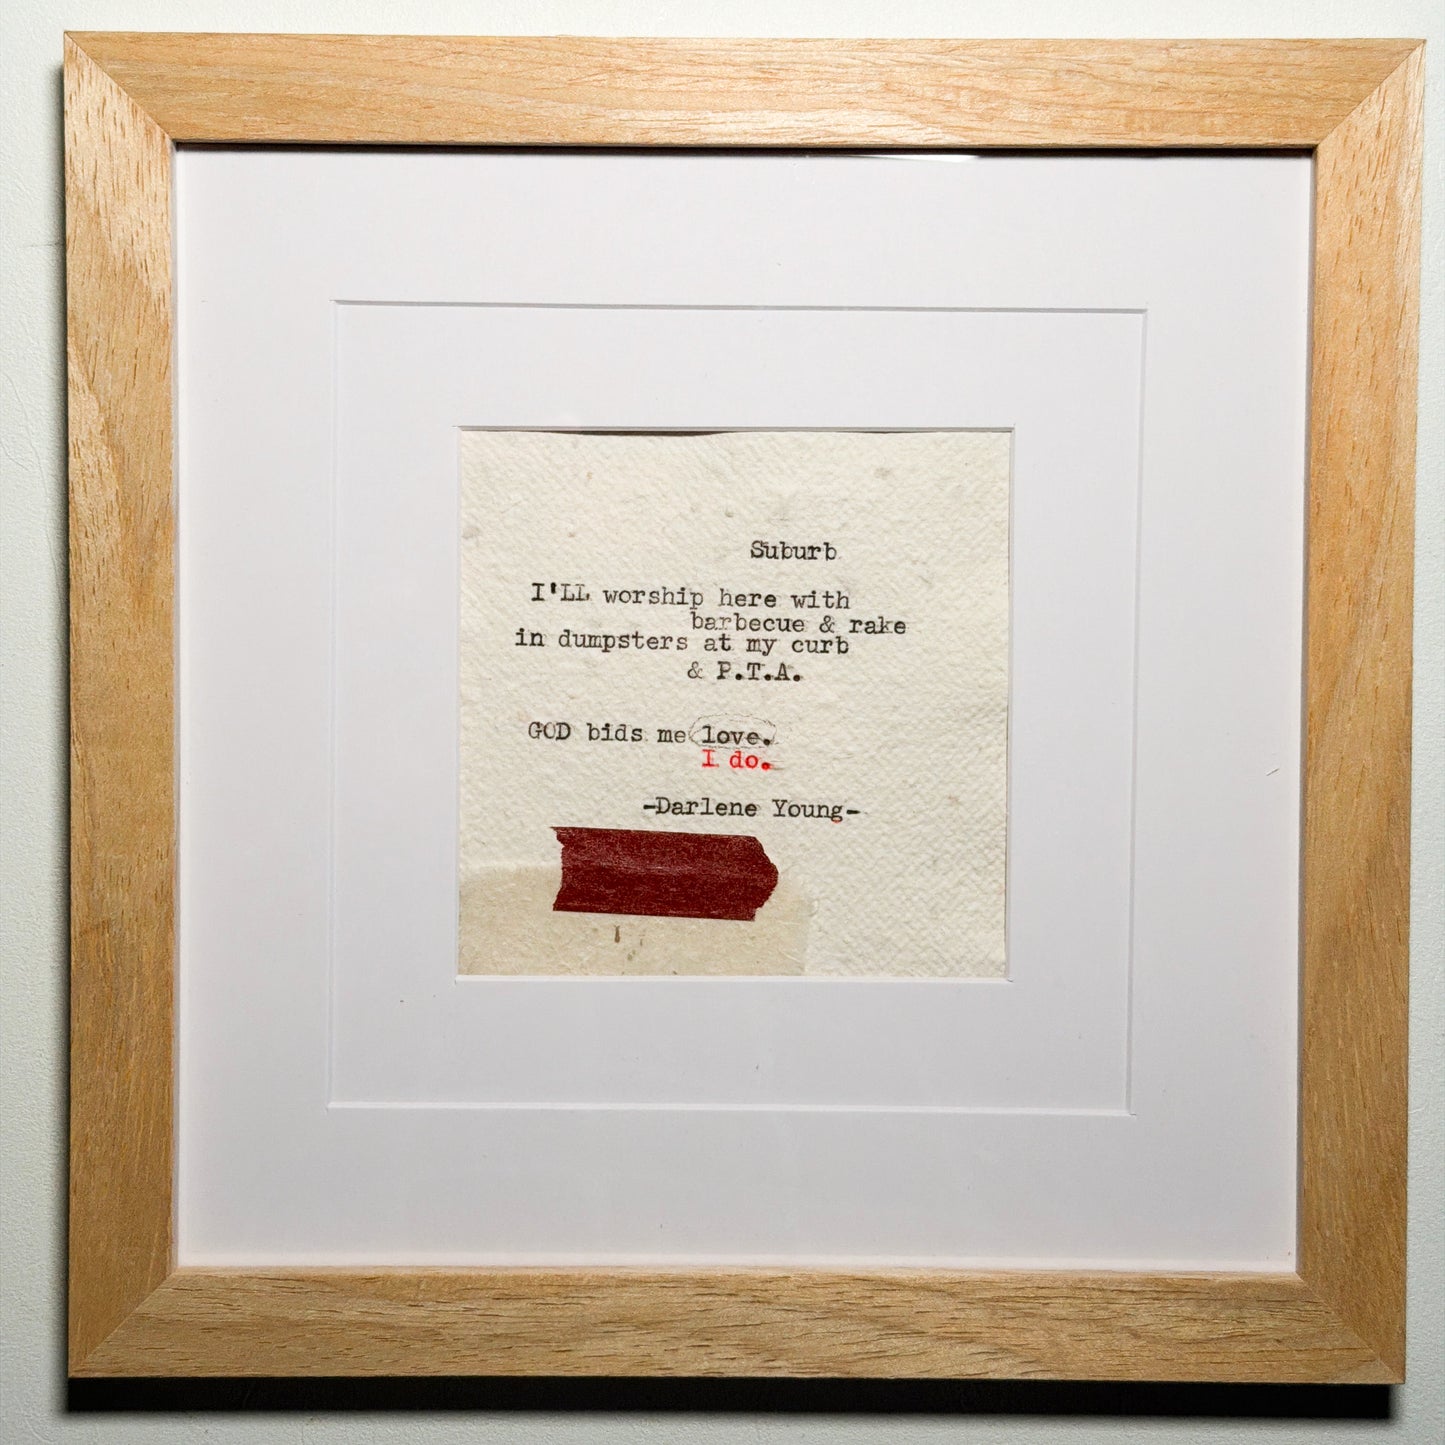 Suburb
I'LL worship here with
barbecue & rake
in dumpsters at my curb
& P.T.A.
GOD bids me love.
I do.
-Darlene Young-